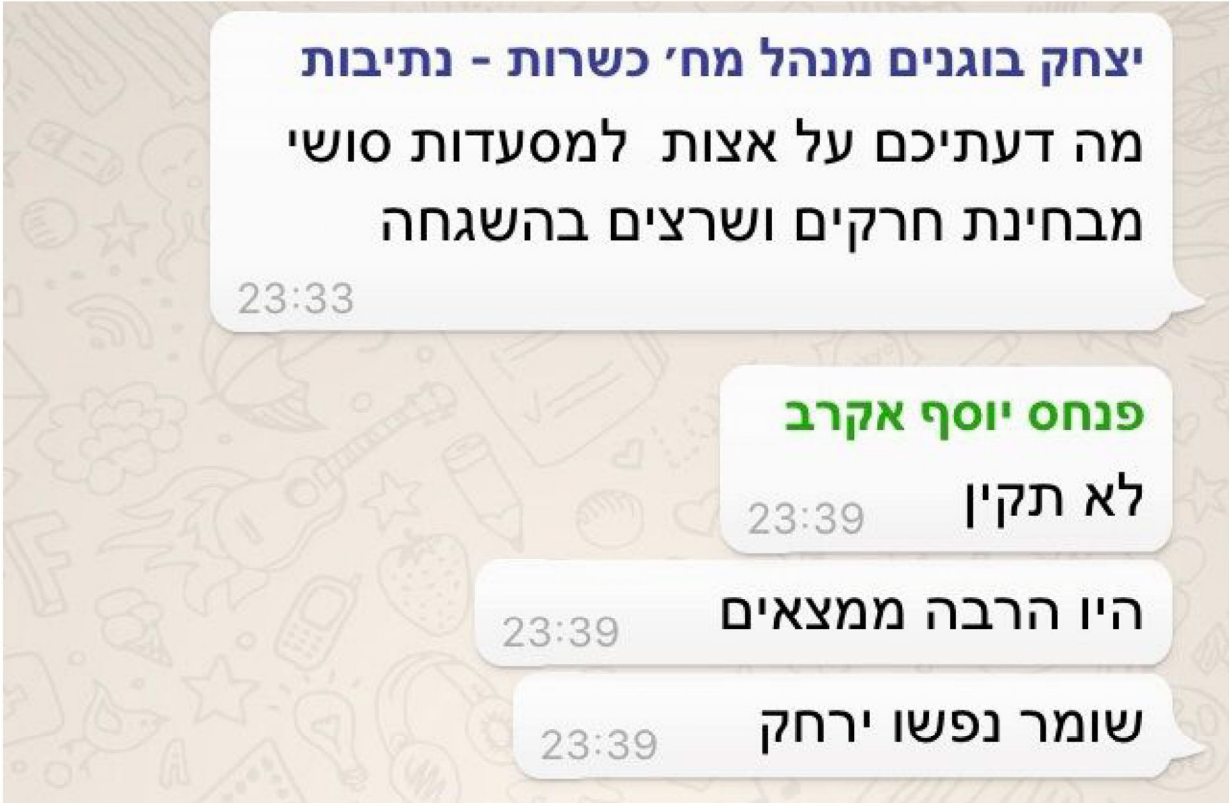 יצחק בוגנים מנהל מח׳ כשרות - נתיבות
מה דעתיכם על אצות למסעדות סושי
מבחינת חרקים ושרצים בהשגחה
23:33
פנחס יוסף אקרב
לא תקין 23:39
היו הרבה ממצאים 23:39
שומר נפשו ירחק 23:39